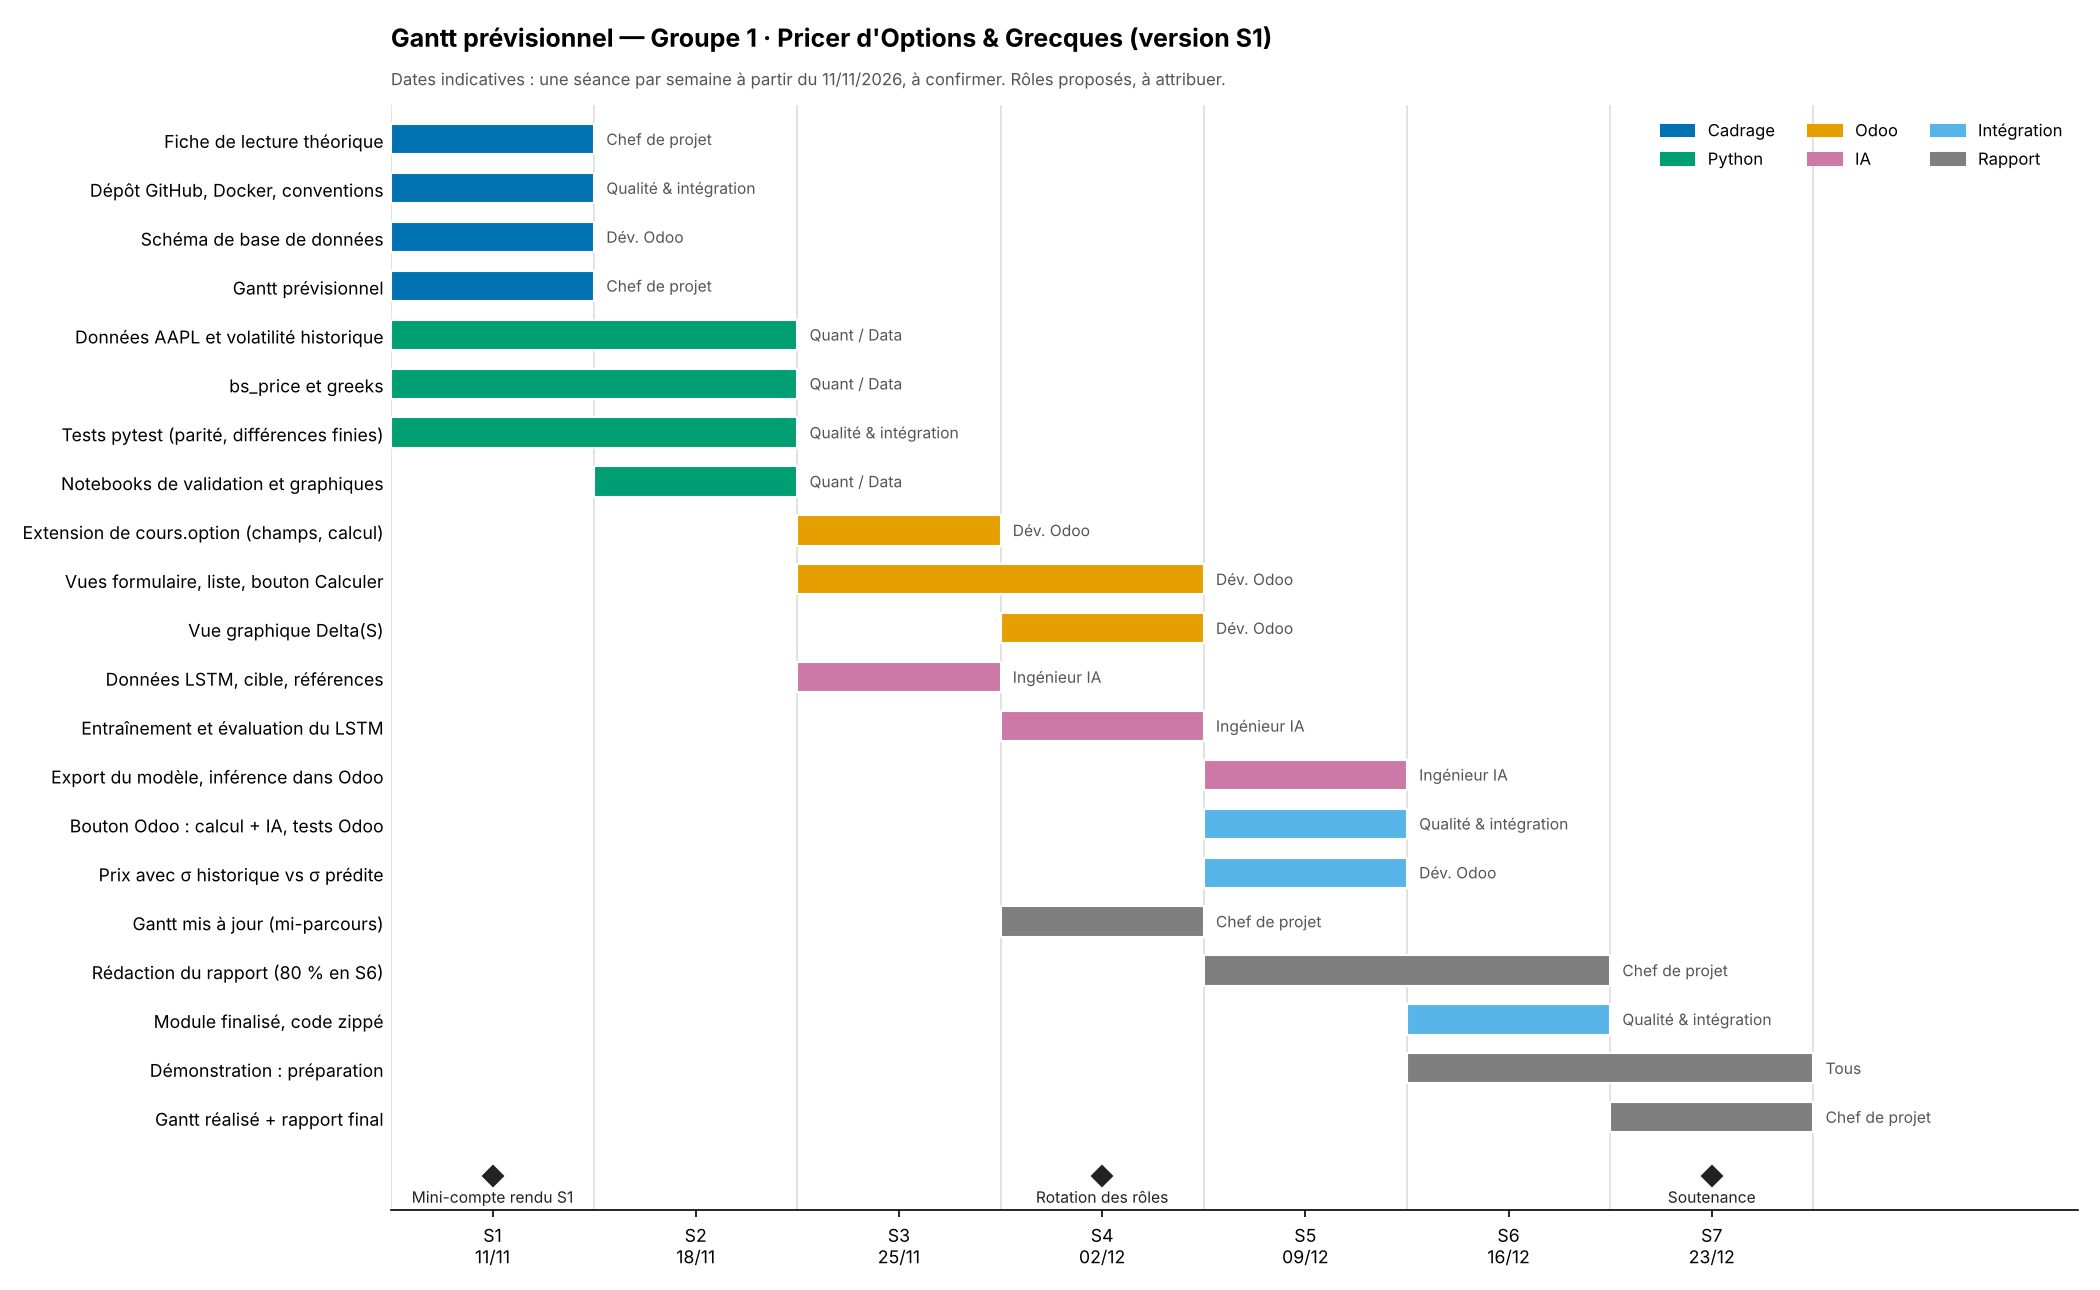 Gantt prévisionnel — Groupe 1 · Pricer d'Options & Grecques (version S1)
Dates indicatives : une séance par semaine à partir du 11/11/2026, à confirmer. Rôles proposés, à attribuer.
Cadrage Odoo Intégration
Python IA Rapport
Fiche de lecture théorique Chef de projet
Dépôt GitHub, Docker, conventions Qualité & intégration
Schéma de base de données Dév. Odoo
Gantt prévisionnel Chef de projet
Données AAPL et volatilité historique Quant / Data
bs_price et greeks Quant / Data
Tests pytest (parité, différences finies) Qualité & intégration
Notebooks de validation et graphiques Quant / Data
Extension de cours.option (champs, calcul) Dév. Odoo
Vues formulaire, liste, bouton Calculer Dév. Odoo
Vue graphique Delta(S) Dév. Odoo
Données LSTM, cible, références Ingénieur IA
Entraînement et évaluation du LSTM Ingénieur IA
Export du modèle, inférence dans Odoo Ingénieur IA
Bouton Odoo : calcul + IA, tests Odoo Qualité & intégration
Prix avec σ historique vs σ prédite Dév. Odoo
Gantt mis à jour (mi-parcours) Chef de projet
Rédaction du rapport (80 % en S6) Chef de projet
Module finalisé, code zippé Qualité & intégration
Démonstration : préparation Tous
Gantt réalisé + rapport final Chef de projet
Mini-compte rendu S1 Rotation des rôles Soutenance
S1 S2 S3 S4 S5 S6 S7
11/11 18/11 25/11 02/12 09/12 16/12 23/12